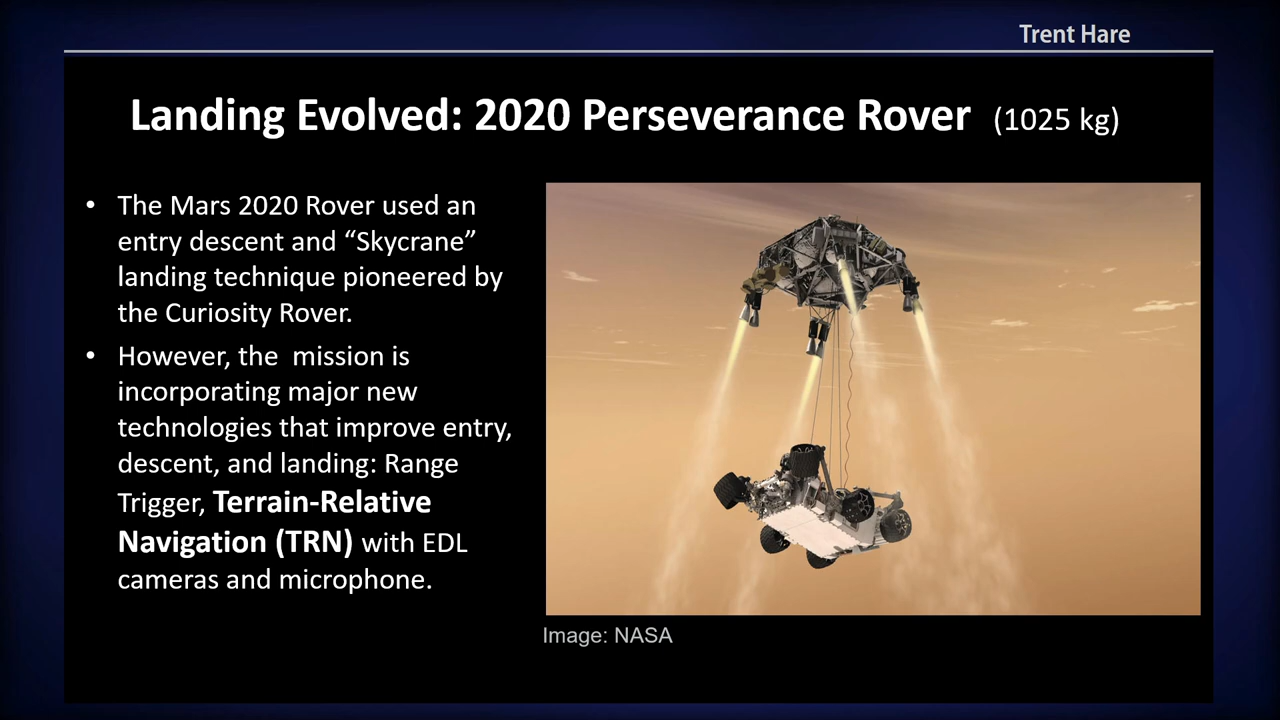 Trent Hare
Landing Evolved: 2020 Perseverance Rover (1025 kg)
• The Mars 2020 Rover used an
entry descent and “Skycrane”
landing technique pioneered by
the Curiosity Rover.
• However, the  mission is
incorporating major new
technologies that improve entry,
descent, and landing: Range
Trigger, Terrain-Relative
Navigation (TRN) with EDL
cameras and microphone.
Image: NASA